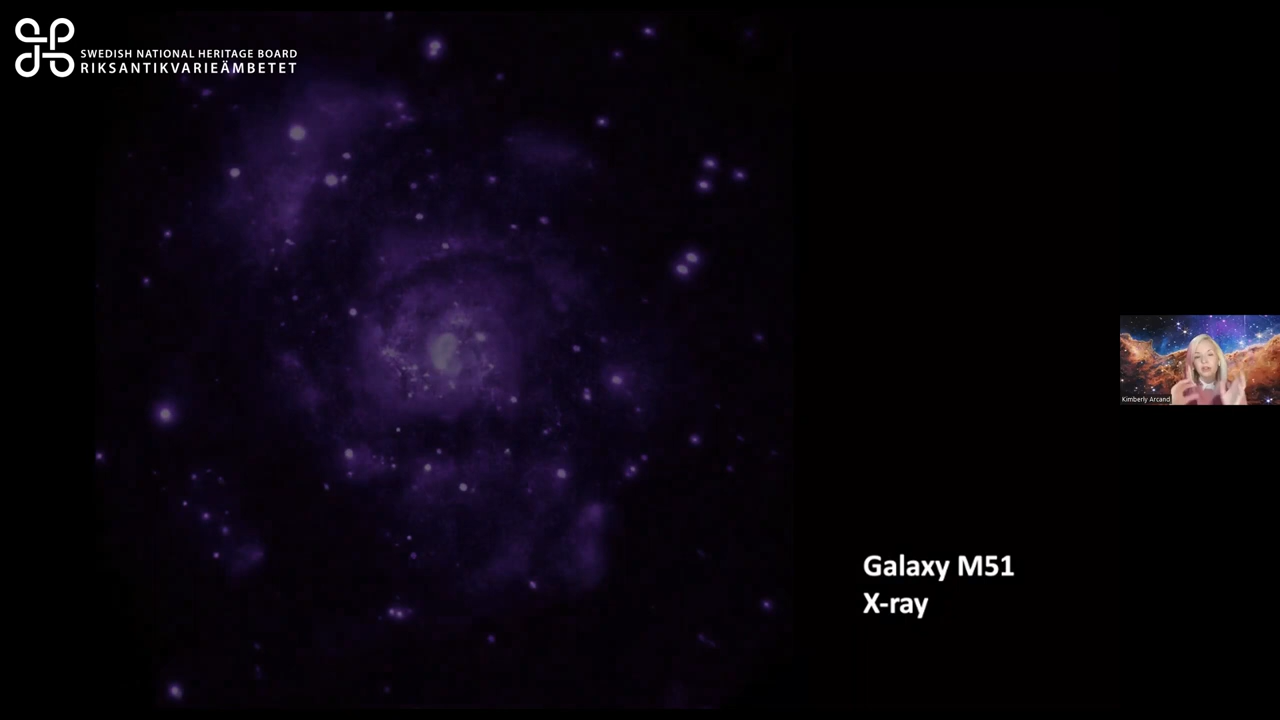 SWEDISH NATIONAL HERITAGE BOARD
RIKSANTIKVARIEÄMBETET
Kimberly Arcand
Galaxy M51
X-ray